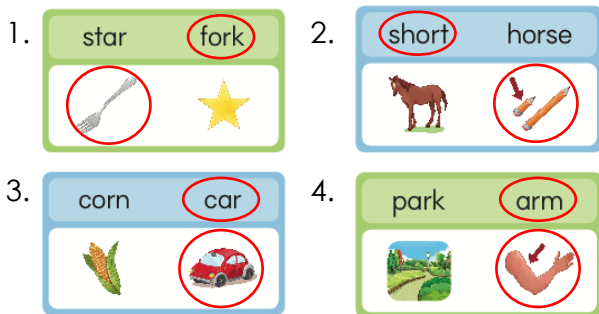 1. star fork
2. short horse
3. corn car
4. park arm